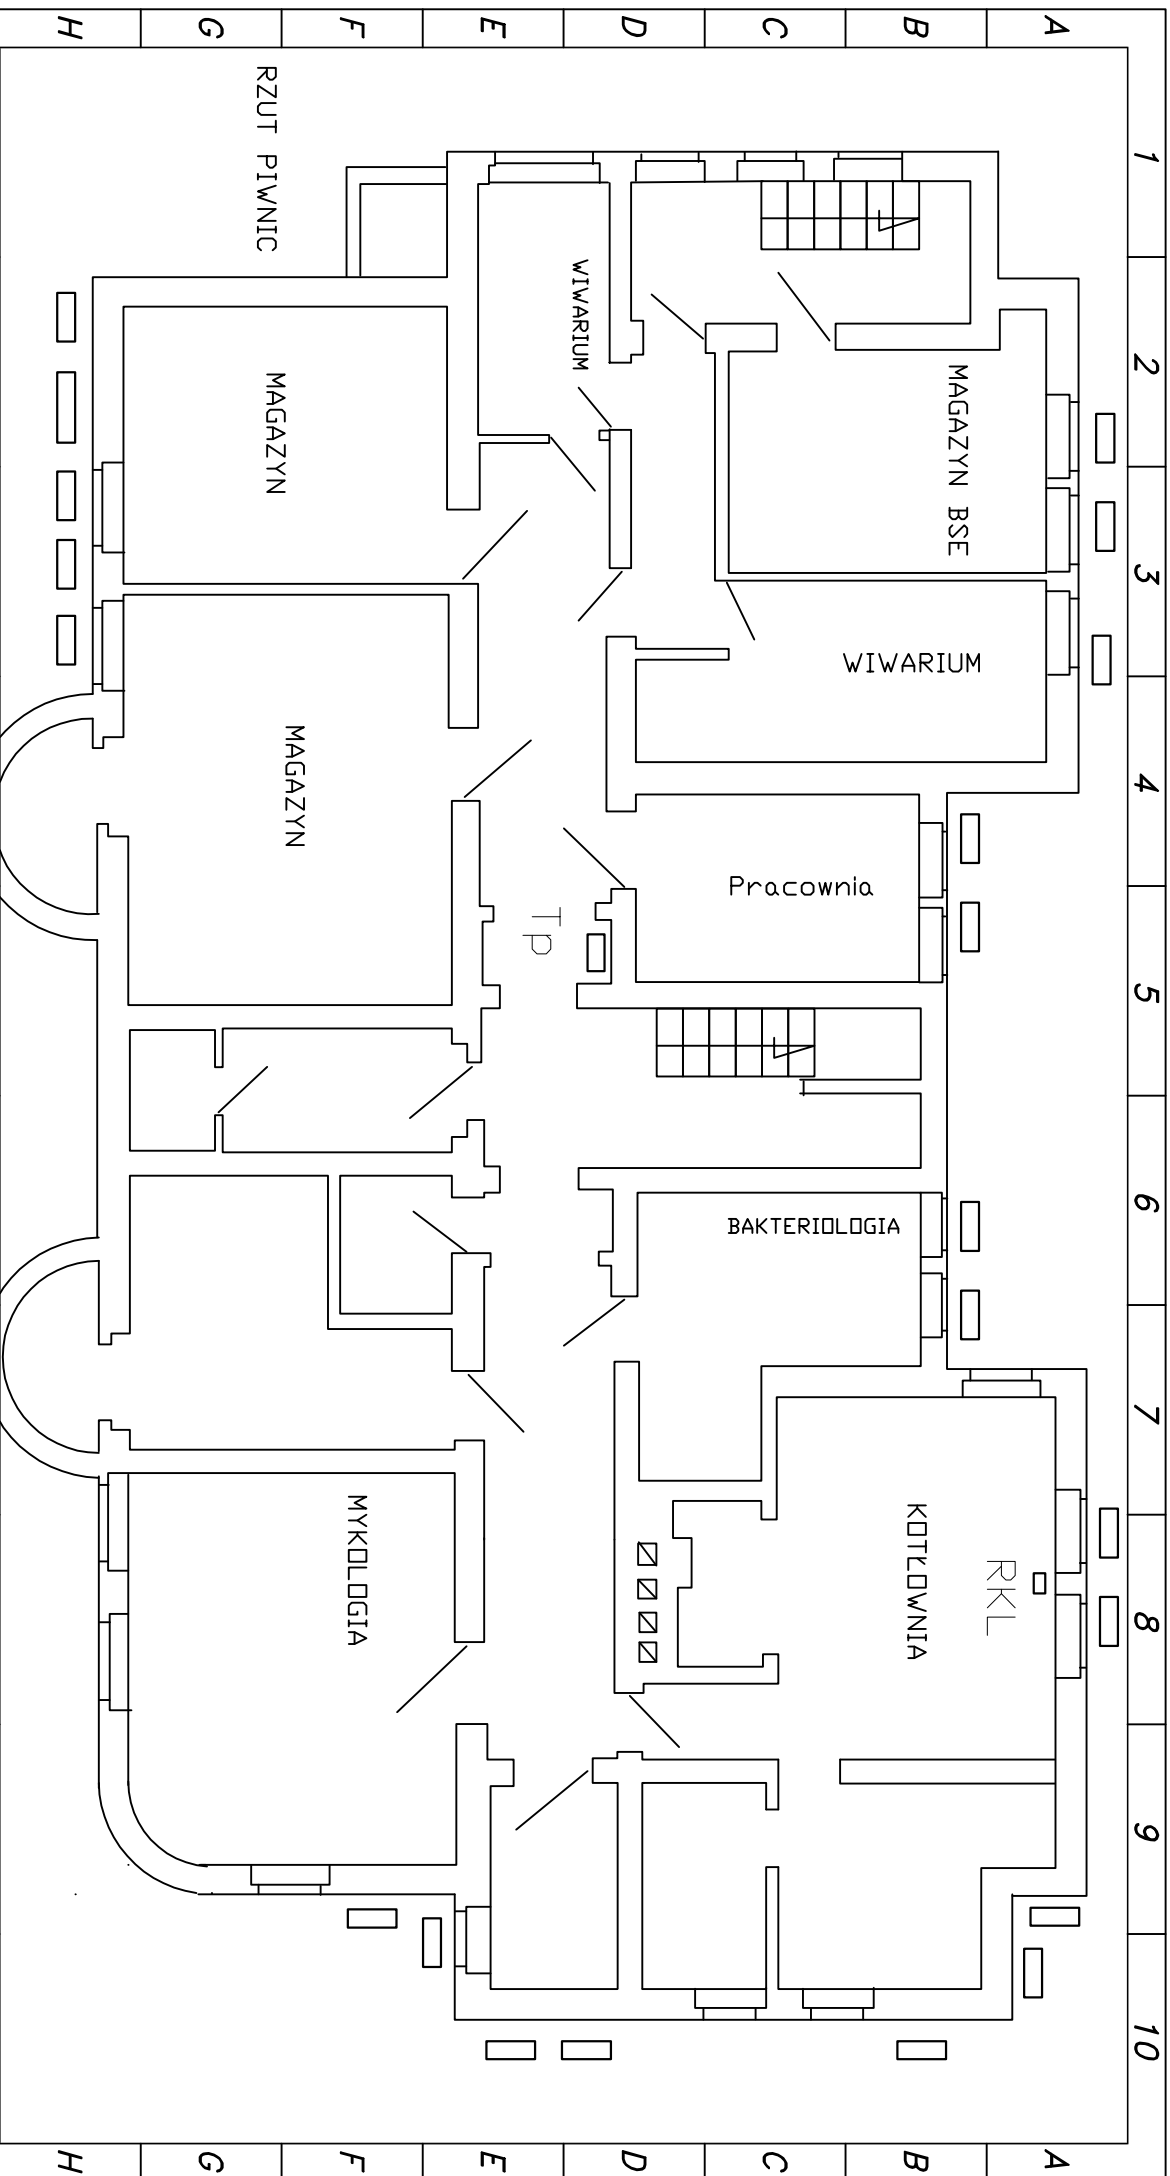 H
G
F
E
D
C
B
A
RZUT PIWNIC
1
2
3
4
5
6
7
8
9
10
WIWARIUM
MAGAZYN
MAGAZYN BSE
WIWARIUM
MAGAZYN
Pracownia
Tp
BAKTERIOLOGIA
MYKOLOGIA
KOTŁOWNIA
RKL
H
G
F
E
D
C
B
A